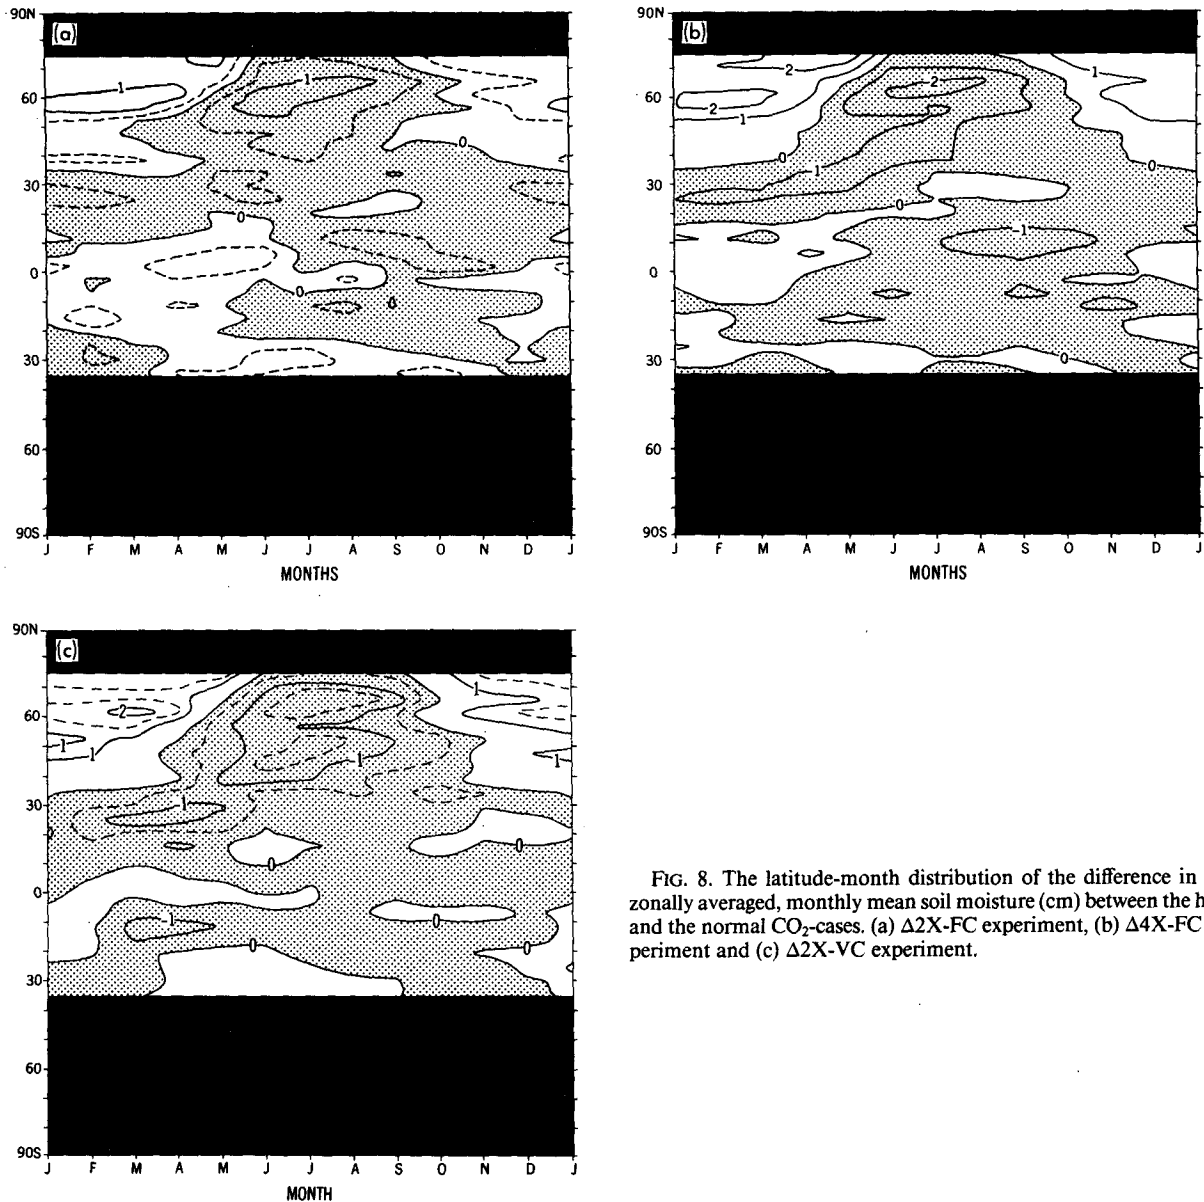 90N
(a)
60
30
0
30
60
90S
1
-1
0
0
0
J F M A M J J A S O N D J
MONTHS
90N
(b)
60
30
0
30
60
90S
2
2
1
1
-2
0
-1
0
0
-1
0
J F M A M J J A S O N D J
MONTHS
90N
(c)
60
30
0
30
60
90S
2
1
1
1
1
-1
-1
0
0
-1
0
0
0
J F M A M J J A S O N D J
MONTH
FIG. 8. The latitude-month distribution of the difference in
zonally averaged, monthly mean soil moisture (cm) between the h
and the normal CO₂-cases. (a) Δ2X-FC experiment, (b) Δ4X-FC
periment and (c) Δ2X-VC experiment.